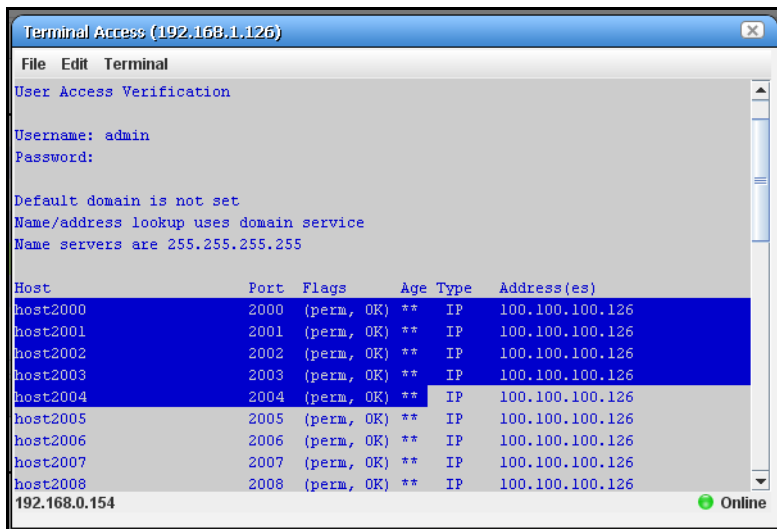 Terminal Access (192.168.1.126)
File Edit Terminal
User Access Verification
Username: admin
Password:
Default domain is not set
Name/address lookup uses domain service
Name servers are 255.255.255.255
Host Port Flags Age Type Address(es)
host2000 2000 (perm, OK) ** IP 100.100.100.126
host2001 2001 (perm, OK) ** IP 100.100.100.126
host2002 2002 (perm, OK) ** IP 100.100.100.126
host2003 2003 (perm, OK) ** IP 100.100.100.126
host2004 2004 (perm, OK) ** IP 100.100.100.126
host2005 2005 (perm, OK) ** IP 100.100.100.126
host2006 2006 (perm, OK) ** IP 100.100.100.126
host2007 2007 (perm, OK) ** IP 100.100.100.126
host2008 2008 (perm, OK) ** IP 100.100.100.126
192.168.0.154 Online